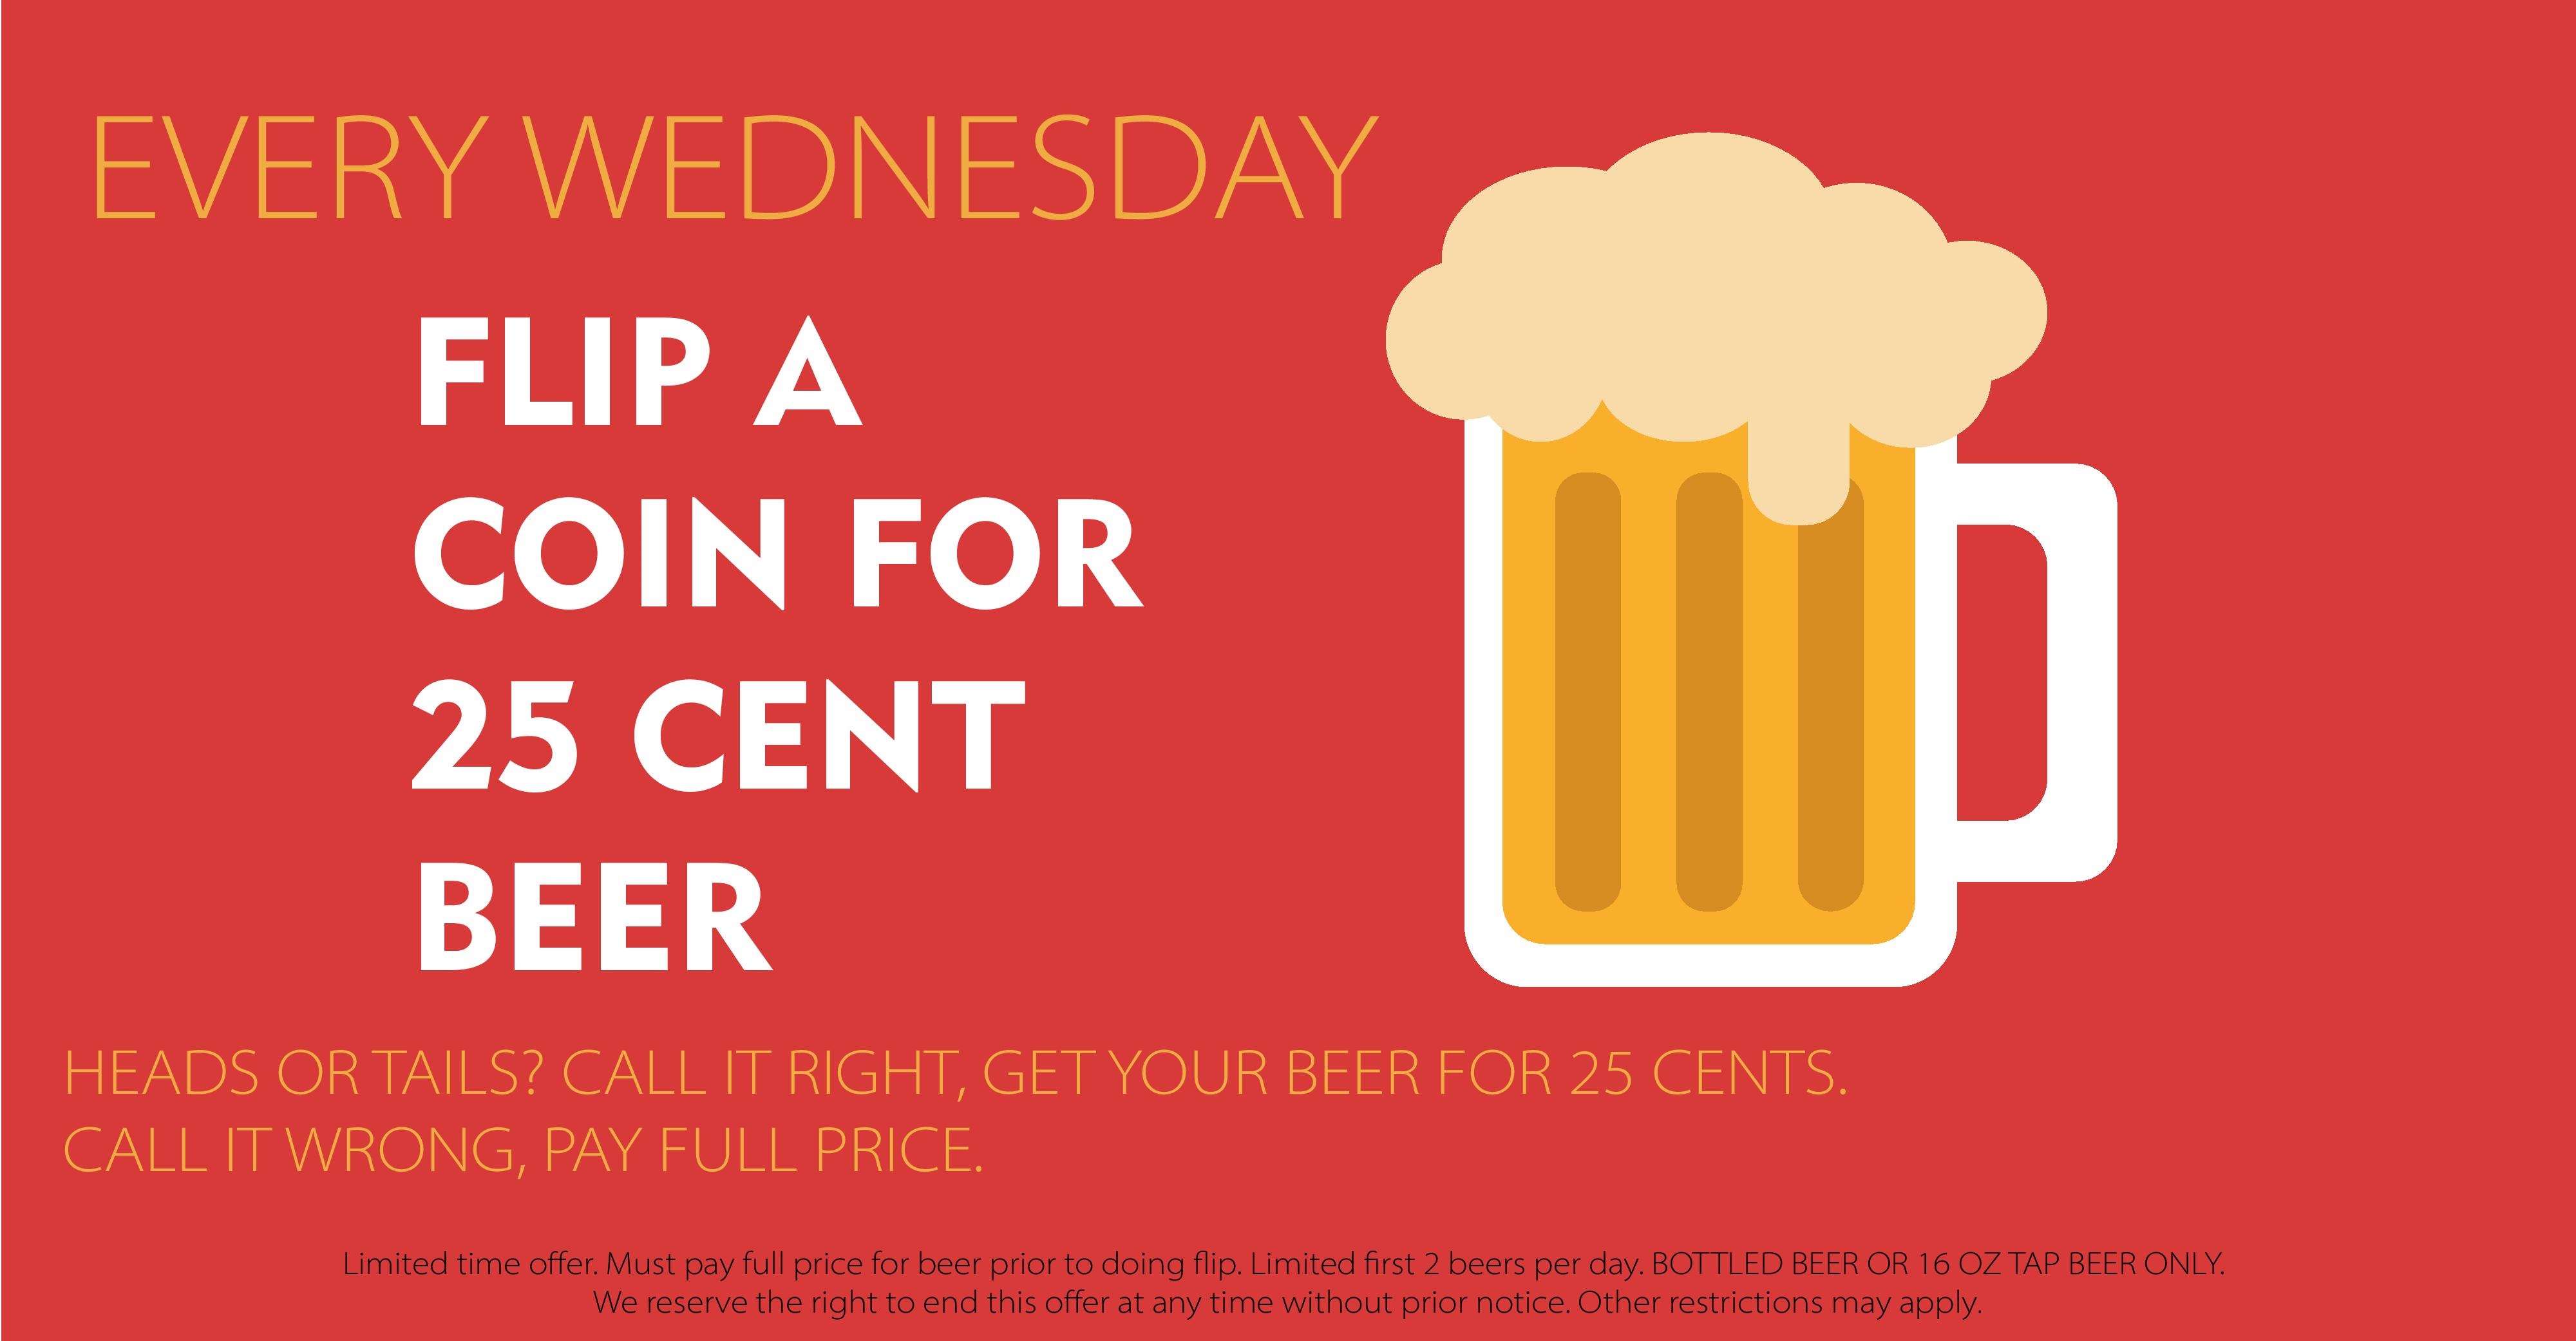 EVERY WEDNESDAY
FLIP A
COIN FOR
25 CENT
BEER
HEADS OR TAILS? CALL IT RIGHT, GET YOUR BEER FOR 25 CENTS.
CALL IT WRONG, PAY FULL PRICE.
Limited time offer. Must pay full price for beer prior to doing flip. Limited first 2 beers per day. BOTTLED BEER OR 16 OZ TAP BEER ONLY.
We reserve the right to end this offer at any time without prior notice. Other restrictions may apply.